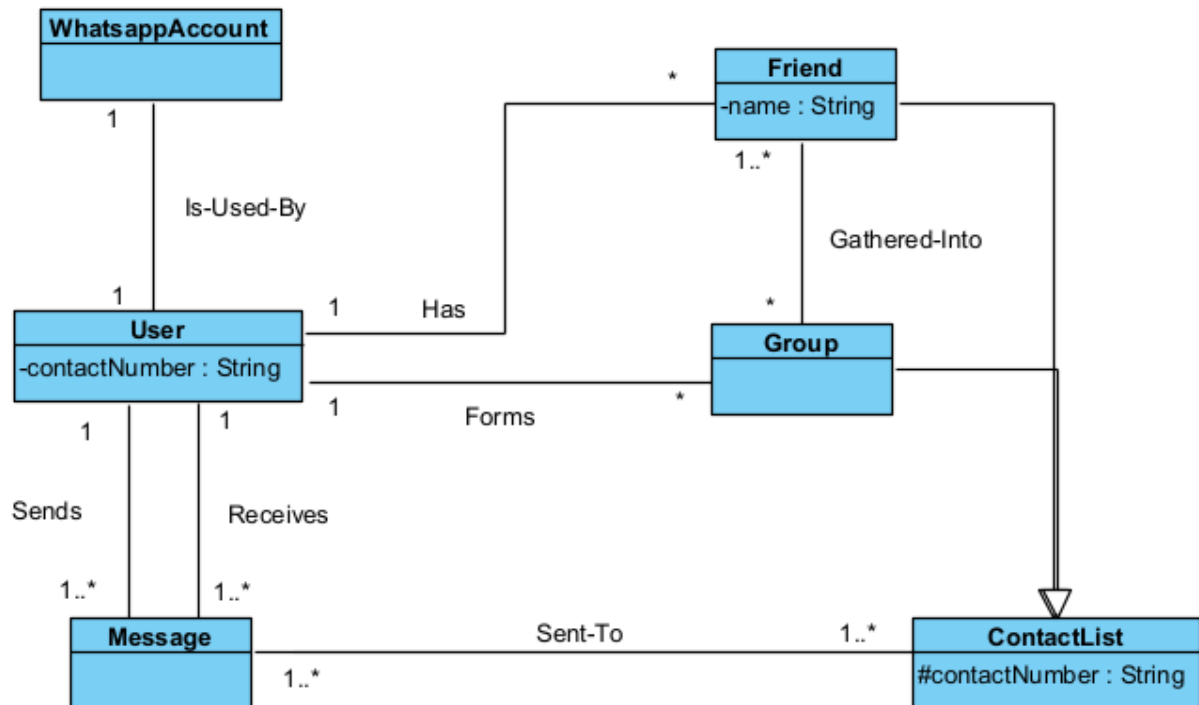 WhatsappAccount
1
Is-Used-By
1
User
-contactNumber : String
1
Has
*
Friend
-name : String
1..*
Gathered-Into
*
Group
1
Forms
*
1
1
Sends
Receives
1..*
1..*
Message
1..*
Sent-To
1..*
ContactList
#contactNumber : String